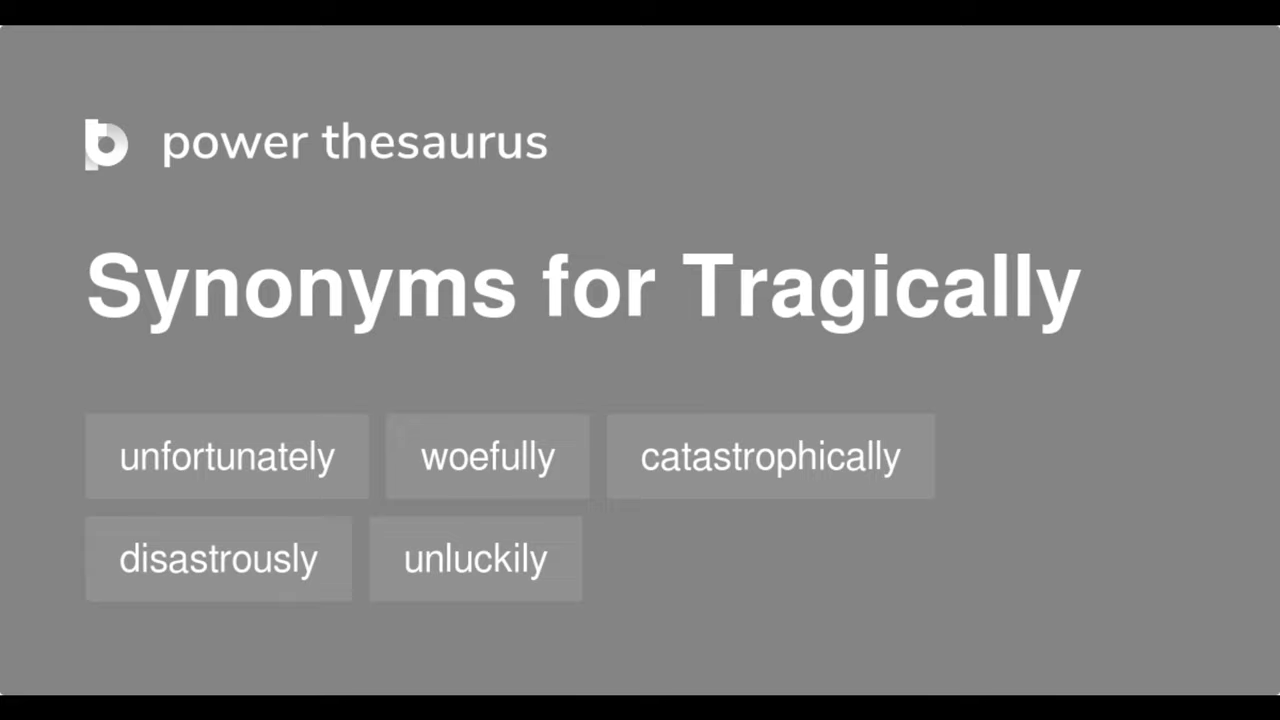 power thesaurus
Synonyms for Tragically
unfortunately woefully catastrophically
disastrously unluckily